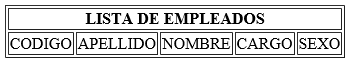 LISTA DE EMPLEADOS
CODIGO APELLIDO NOMBRE CARGO SEXO